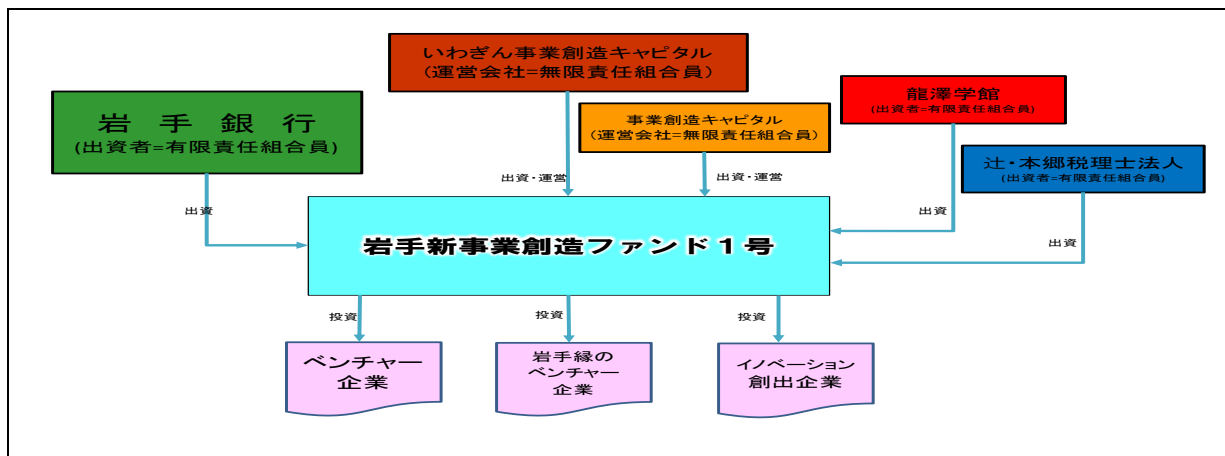 いわぎん事業創造キャピタル
（運営会社=無限責任組合員）
岩手銀行
(出資者=有限責任組合員)
事業創造キャピタル
（運営会社=無限責任組合員）
龍澤学館
(出資者=有限責任組合員)
辻・本郷税理士法人
(出資者=有限責任組合員)
出資・運営
出資・運営
出資
出資
出資
岩手新事業創造ファンド１号
投資
投資
投資
ベンチャー
企業
岩手縁の
ベンチャー
企業
イノベーション
創出企業